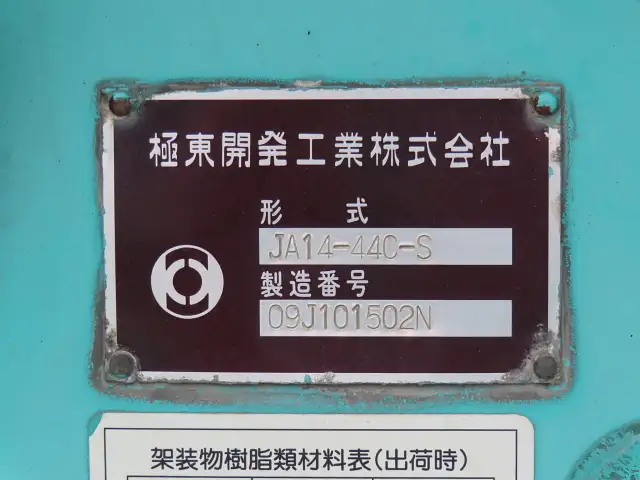 極東開発工業株式会社
形 式
JA14-44C-S
製造番号
09J101502N
架装物樹脂類材料表(出荷時)